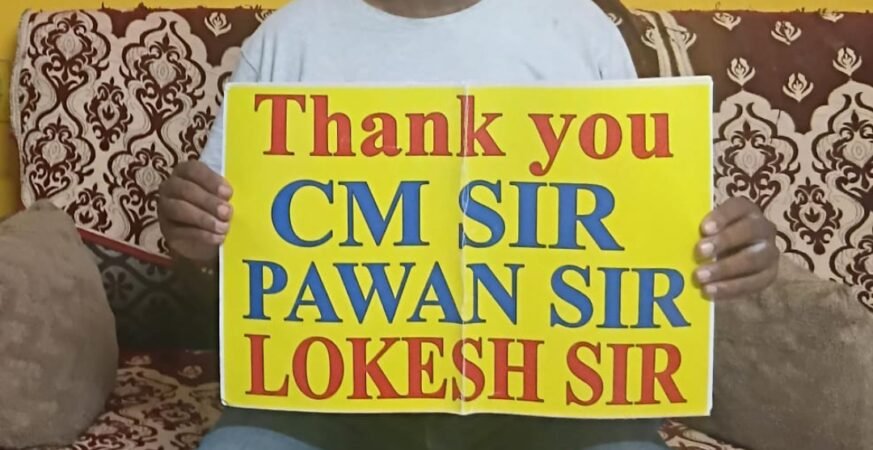 Thank you
CM SIR
PAWAN SIR
LOKESH SIR